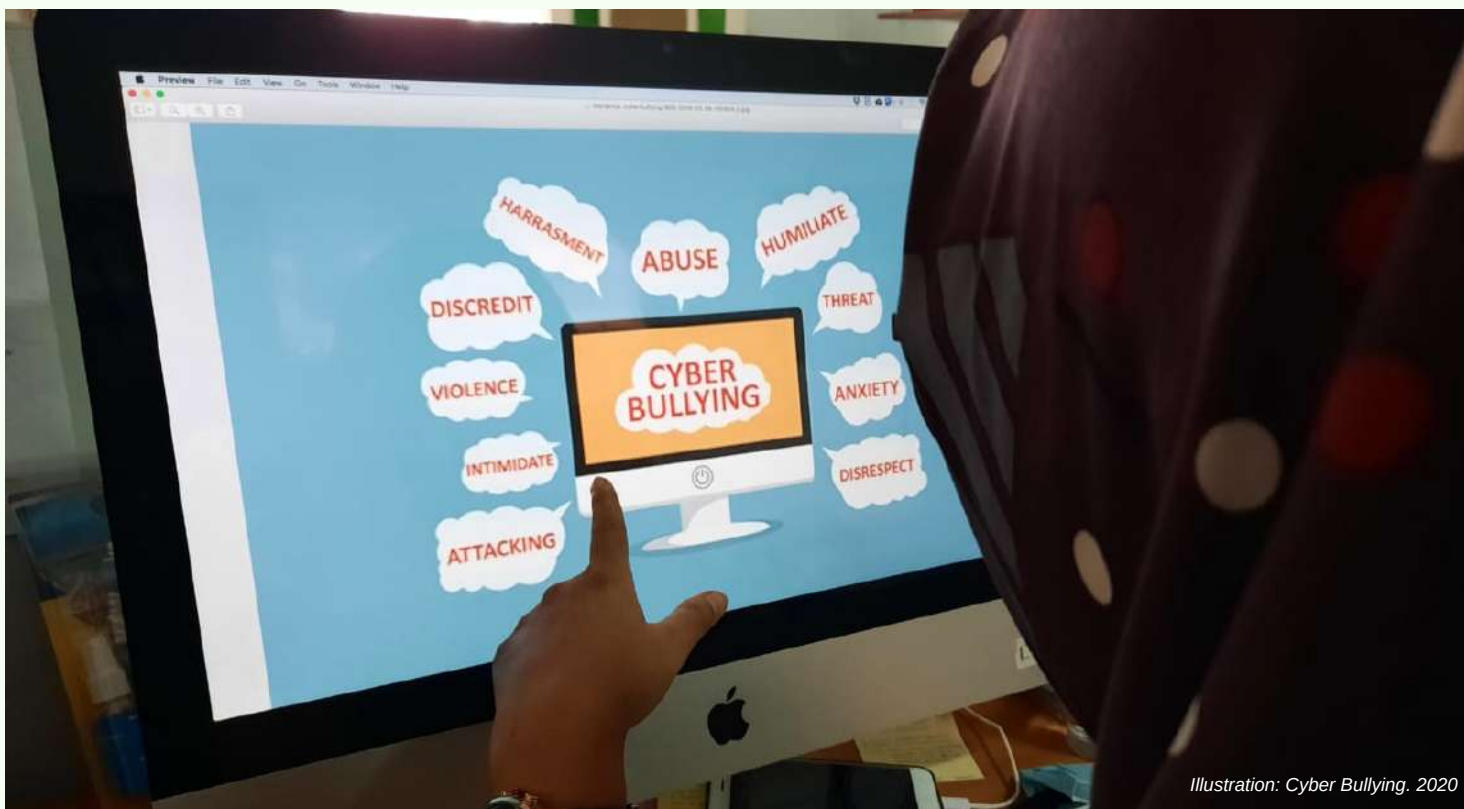 Preview File Edit View Go Tools Window Help
HARRASMENT
ABUSE
HUMILIATE
DISCREDIT
THREAT
CYBER
BULLYING
VIOLENCE
ANXIETY
INTIMIDATE
DISRESPECT
ATTACKING
Illustration: Cyber Bullying. 2020